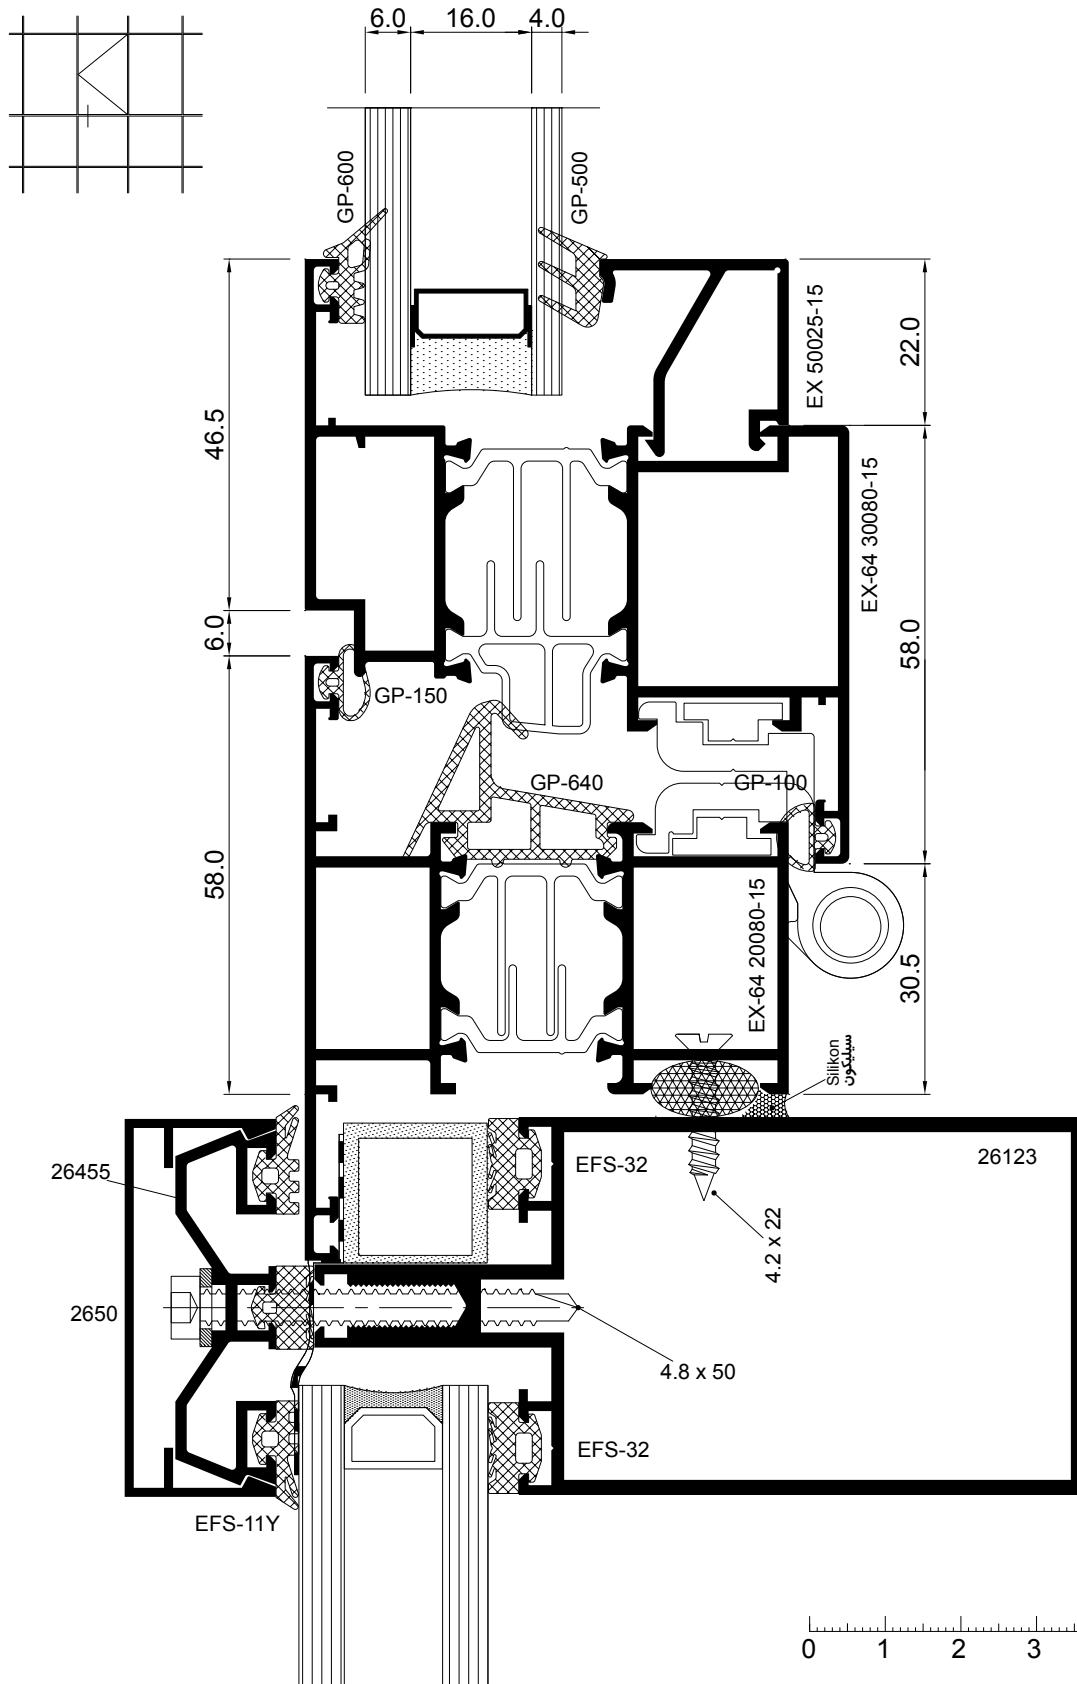 6.0
16.0
4.0
GP-600
GP-500
EX 50025-15
22.0
46.5
EX-64 30080-15
6.0
58.0
GP-150
GP-640
GP-100
58.0
EX-64 20080-15
30.5
Silikon
سيليكون
26455
EFS-32
26123
4.2 x 22
2650
4.8 x 50
EFS-32
EFS-11Y
0 1 2 3